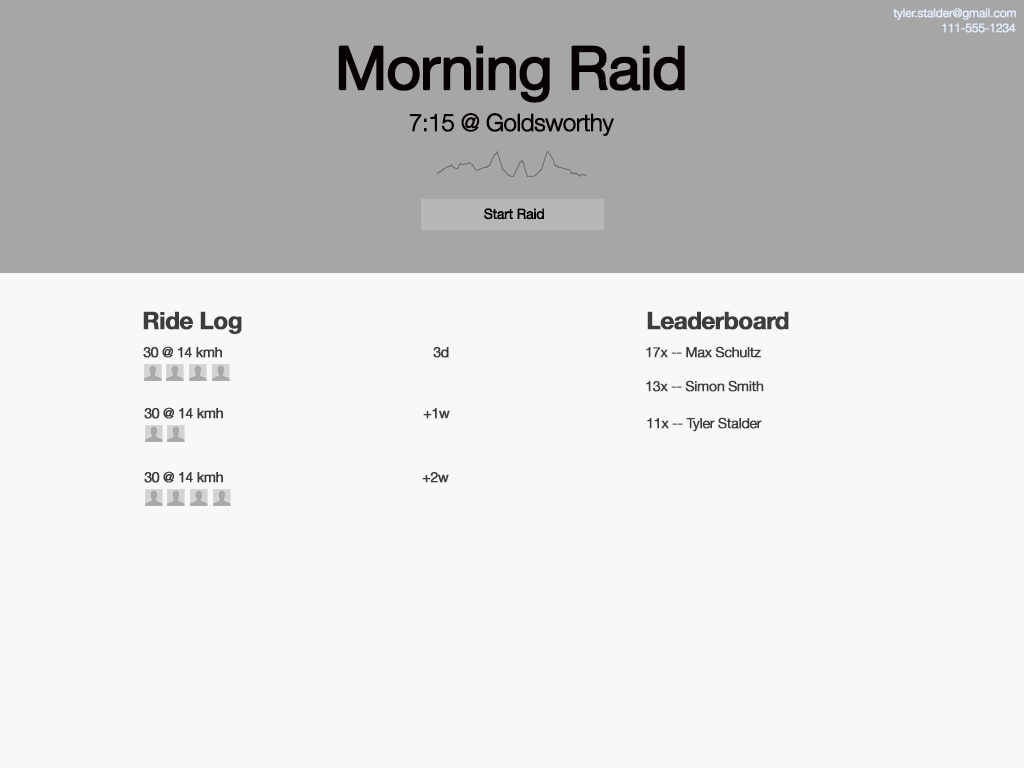 tyler.stalder@gmail.com
111-555-1234
Morning Raid
7:15 @ Goldsworthy
Start Raid
Ride Log
30 @ 14 kmh 3d
30 @ 14 kmh +1w
30 @ 14 kmh +2w
Leaderboard
17x -- Max Schultz
13x -- Simon Smith
11x -- Tyler Stalder